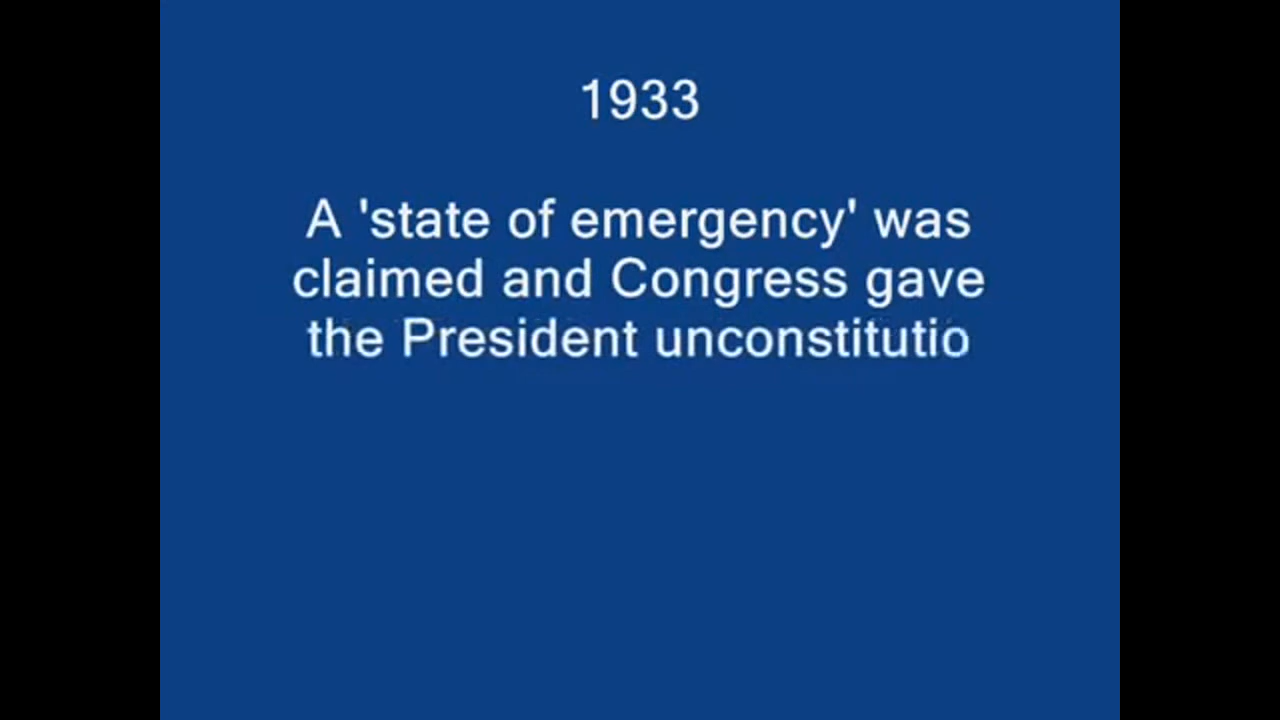 1933
A 'state of emergency' was
claimed and Congress gave
the President unconstitutio